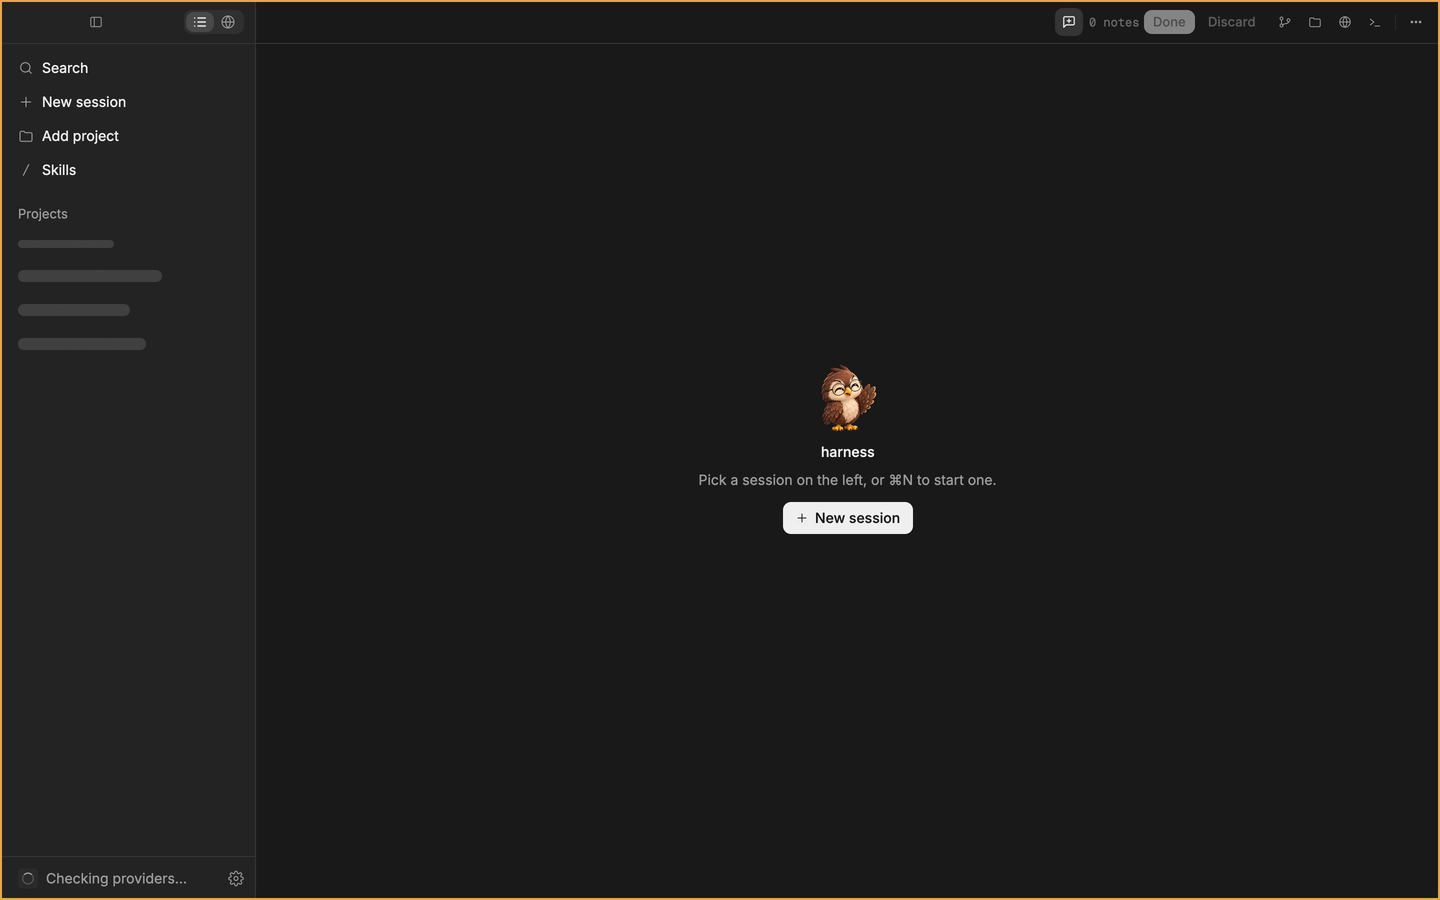 0 notes
Done
Discard
Search
New session
Add project
Skills
Projects
harness
Pick a session on the left, or ⌘N to start one.
New session
Checking providers...